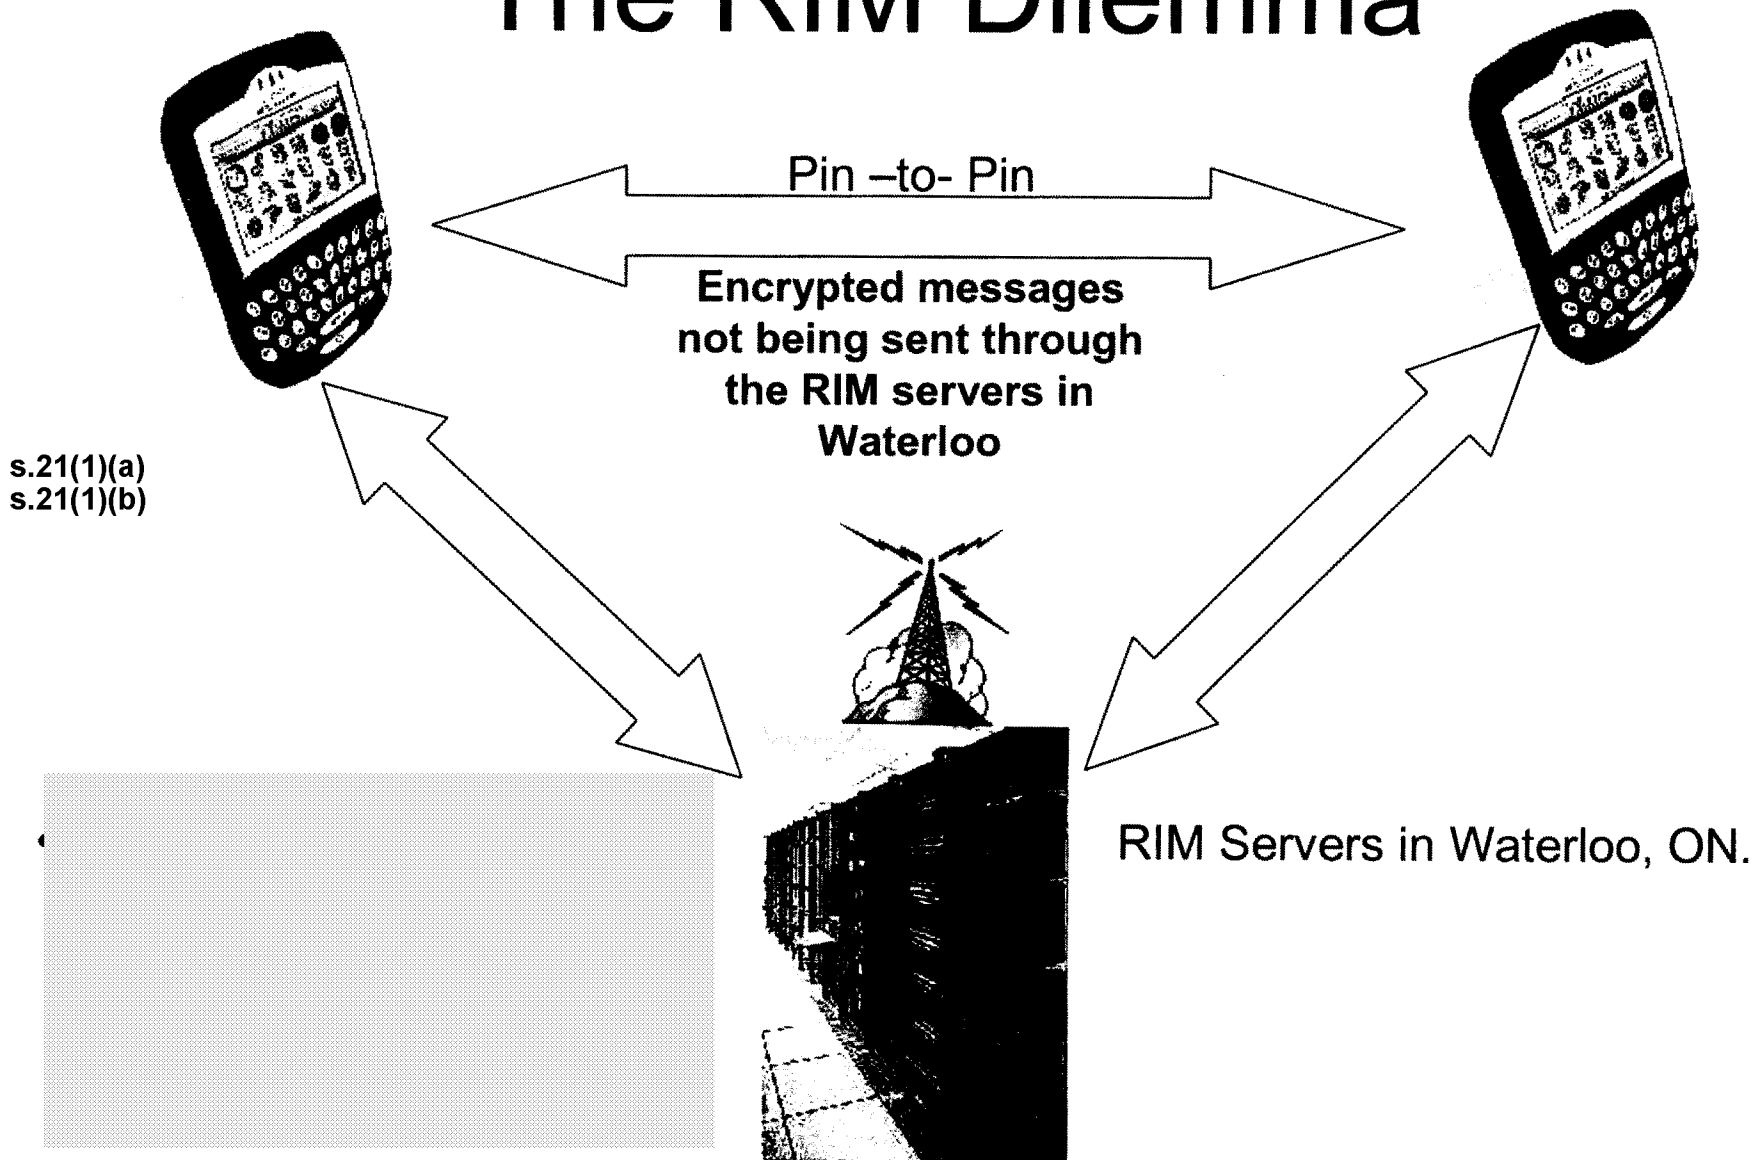 The RIM Dilemma
Pin –to- Pin
Encrypted messages
not being sent through
the RIM servers in
Waterloo
s.21(1)(a)
s.21(1)(b)
RIM Servers in Waterloo, ON.